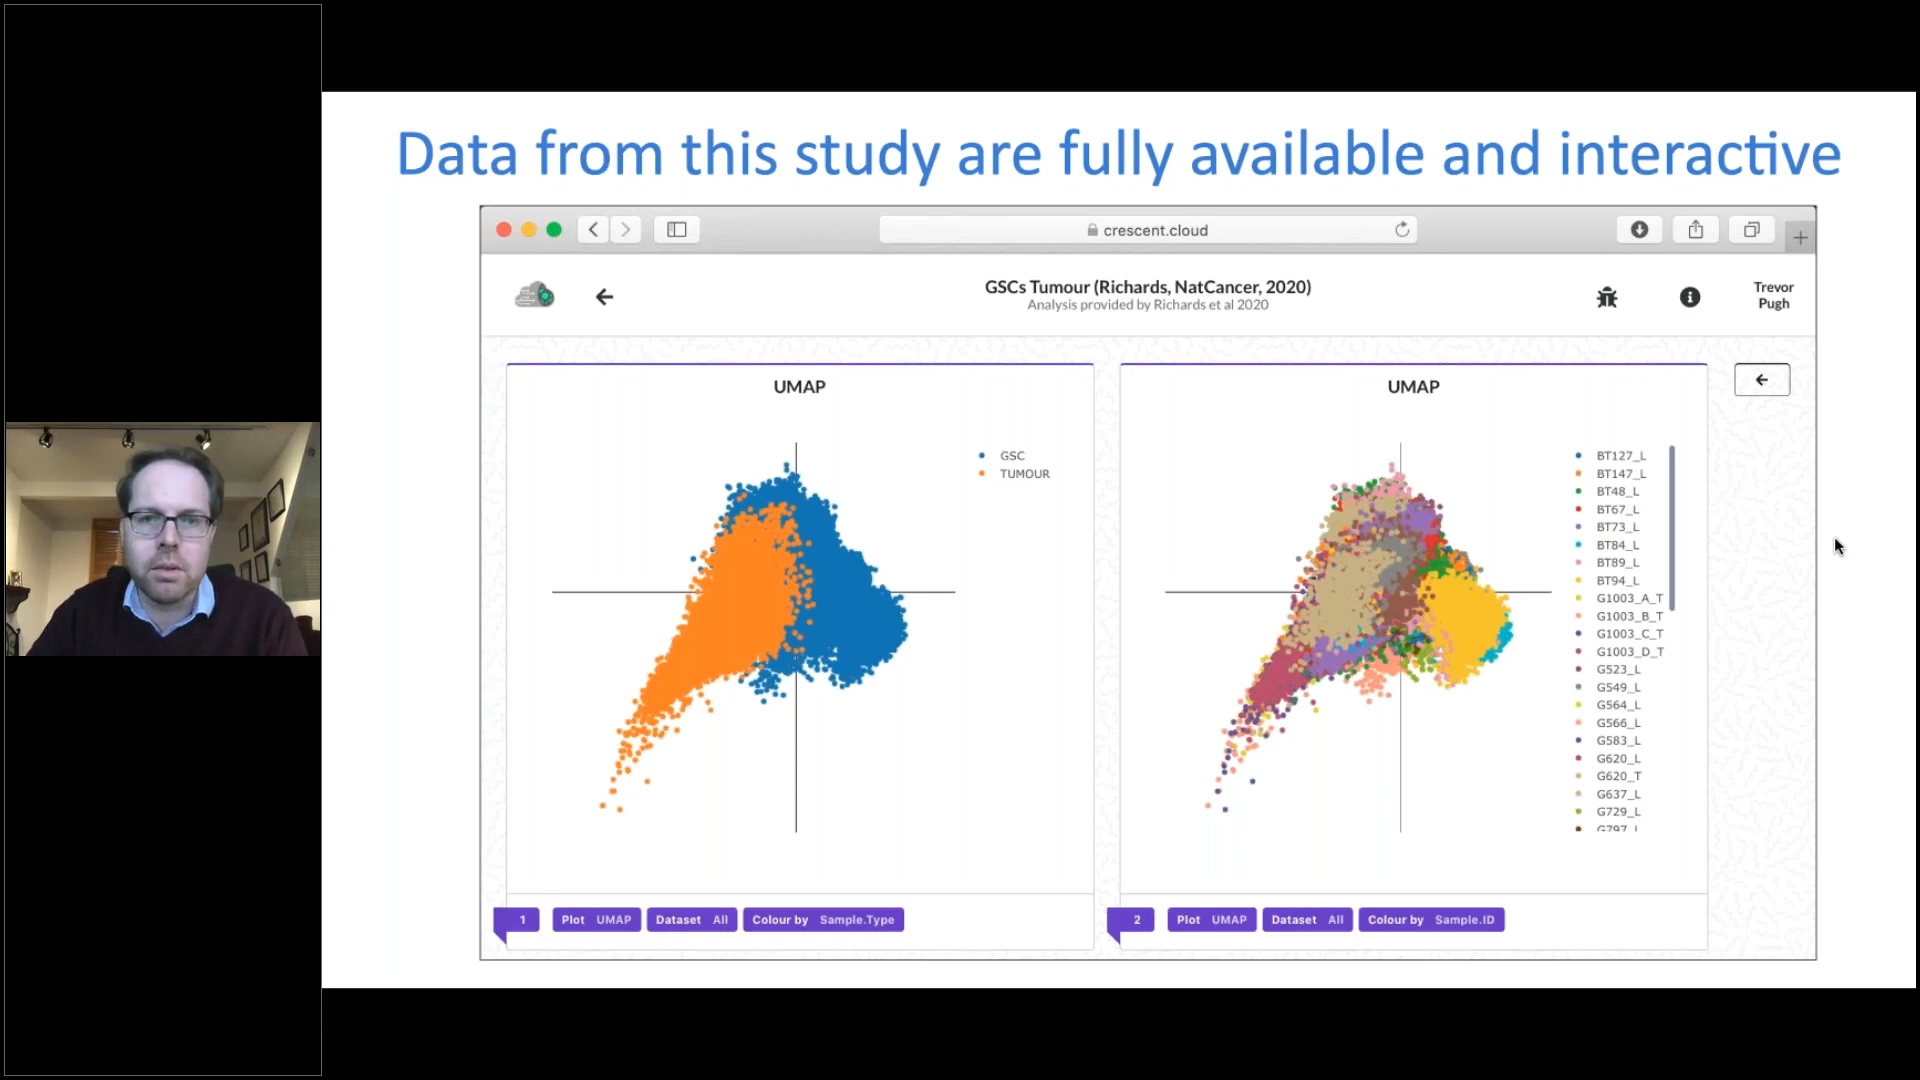 Data from this study are fully available and interactive
crescent.cloud
GSCs Tumour (Richards, NatCancer, 2020)
Analysis provided by Richards et al 2020
Trevor
Pugh
UMAP
GSC
TUMOUR
1 Plot UMAP Dataset All Colour by Sample.Type
UMAP
BT127_L
BT147_L
BT48_L
BT67_L
BT73_L
BT84_L
BT89_L
BT94_L
G1003_A_T
G1003_B_T
G1003_C_T
G1003_D_T
G523_L
G549_L
G564_L
G566_L
G583_L
G620_L
G620_T
G637_L
G729_L
G797_L
2 Plot UMAP Dataset All Colour by Sample.ID